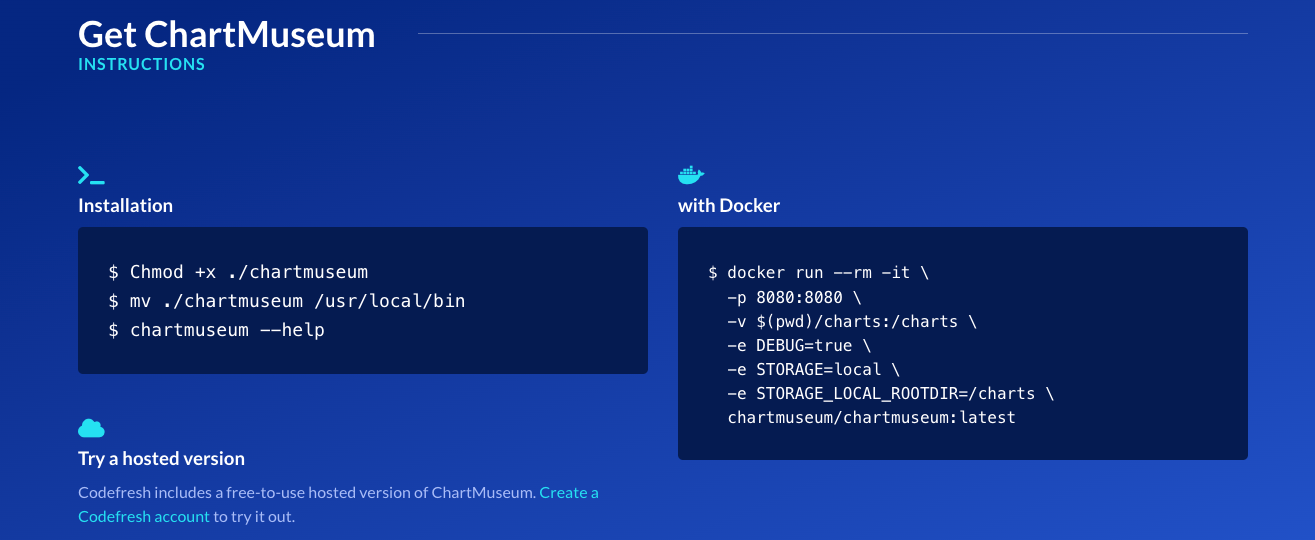 Get ChartMuseum
INSTRUCTIONS
Installation
$ Chmod +x ./chartmuseum
$ mv ./chartmuseum /usr/local/bin
$ chartmuseum --help
Try a hosted version
Codefresh includes a free-to-use hosted version of ChartMuseum. Create a
Codefresh account to try it out.
with Docker
$ docker run --rm -it \
-p 8080:8080 \
-v $(pwd)/charts:/charts \
-e DEBUG=true \
-e STORAGE=local \
-e STORAGE_LOCAL_ROOTDIR=/charts \
chartmuseum/chartmuseum:latest